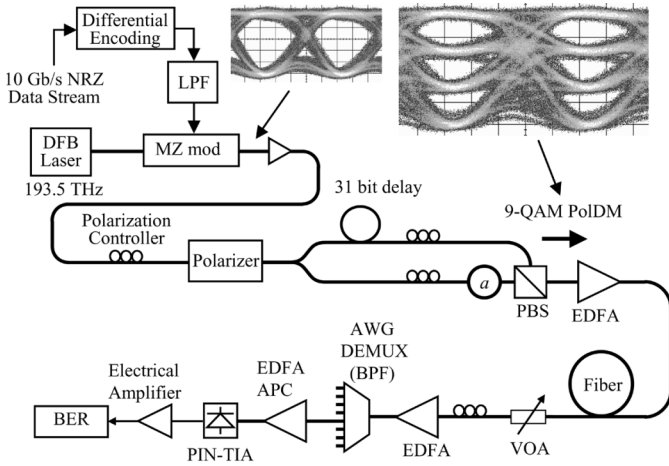 Differential
Encoding
10 Gb/s NRZ
Data Stream
LPF
DFB
Laser
MZ mod
193.5 THz
31 bit delay
9-QAM PolDM
Polarization
Controller
Polarizer
a
PBS
EDFA
AWG
DEMUX
(BPF)
Electrical
Amplifier
EDFA
APC
Fiber
BER
PIN-TIA
EDFA
VOA